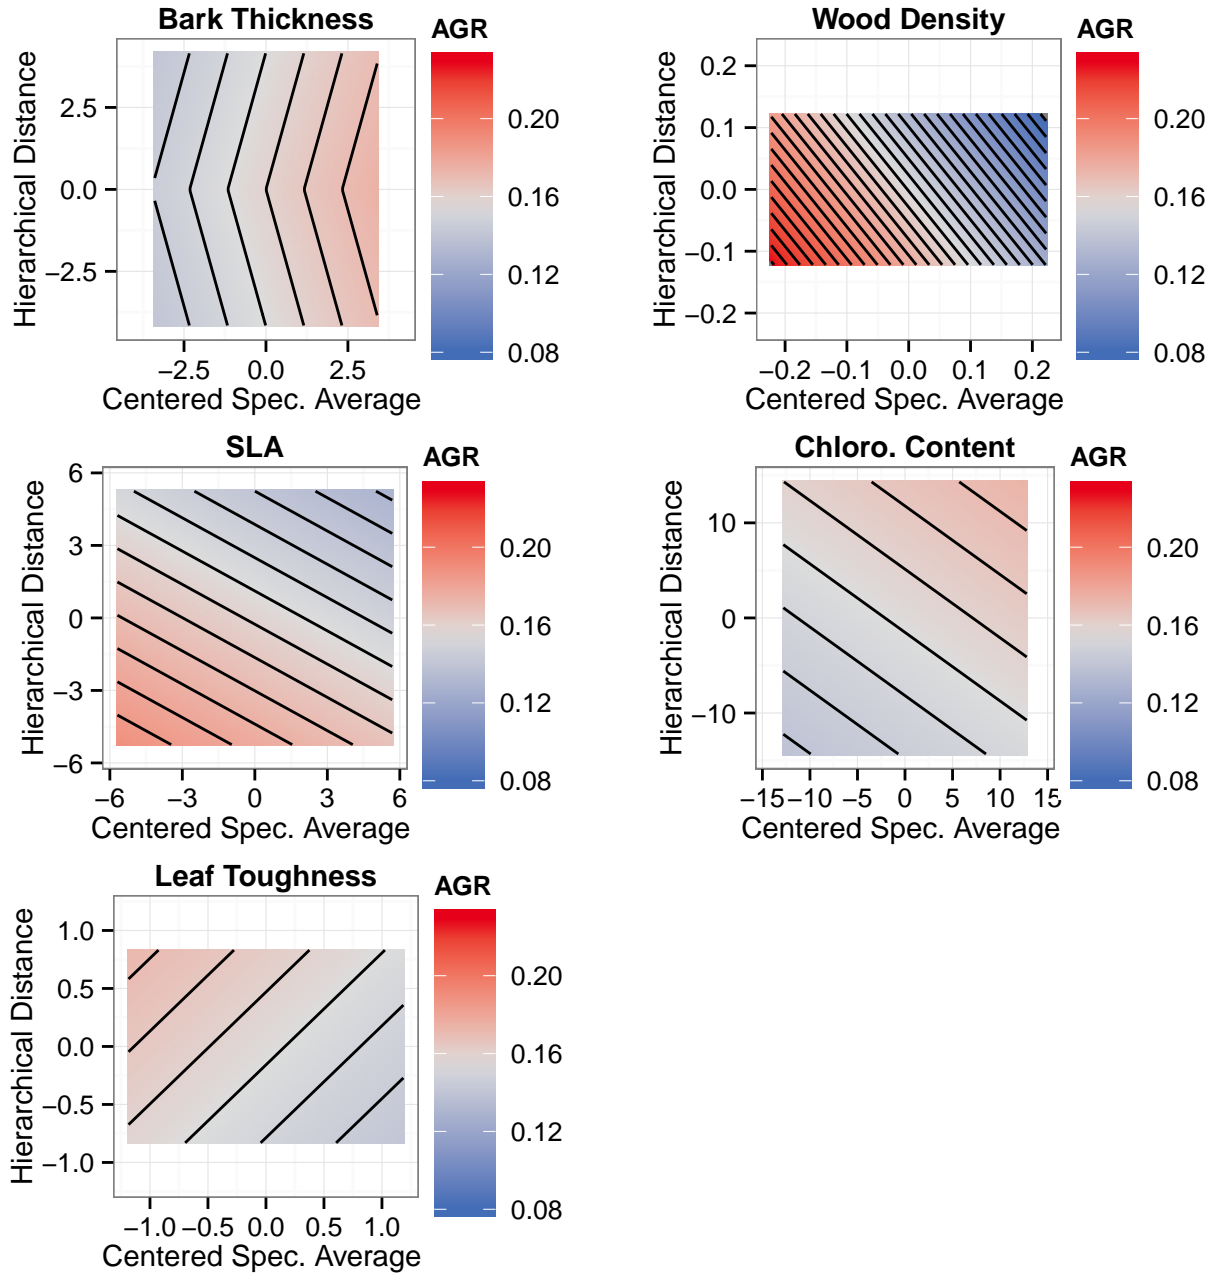 Bark Thickness
AGR
Hierarchical Distance
2.5
0.0
−2.5
0.20
0.16
0.12
0.08
−2.5 0.0 2.5
Centered Spec. Average
Wood Density
AGR
Hierarchical Distance
0.2
0.1
0.0
−0.1
−0.2
0.20
0.16
0.12
0.08
−0.2 −0.1 0.0 0.1 0.2
Centered Spec. Average
SLA
AGR
Hierarchical Distance
6
3
0
−3
−6
0.20
0.16
0.12
0.08
−6 −3 0 3 6
Centered Spec. Average
Chloro. Content
AGR
Hierarchical Distance
10
0
−10
0.20
0.16
0.12
0.08
−15 −10 −5 0 5 10 15
Centered Spec. Average
Leaf Toughness
AGR
Hierarchical Distance
1.0
0.5
0.0
−0.5
−1.0
0.20
0.16
0.12
0.08
−1.0 −0.5 0.0 0.5 1.0
Centered Spec. Average